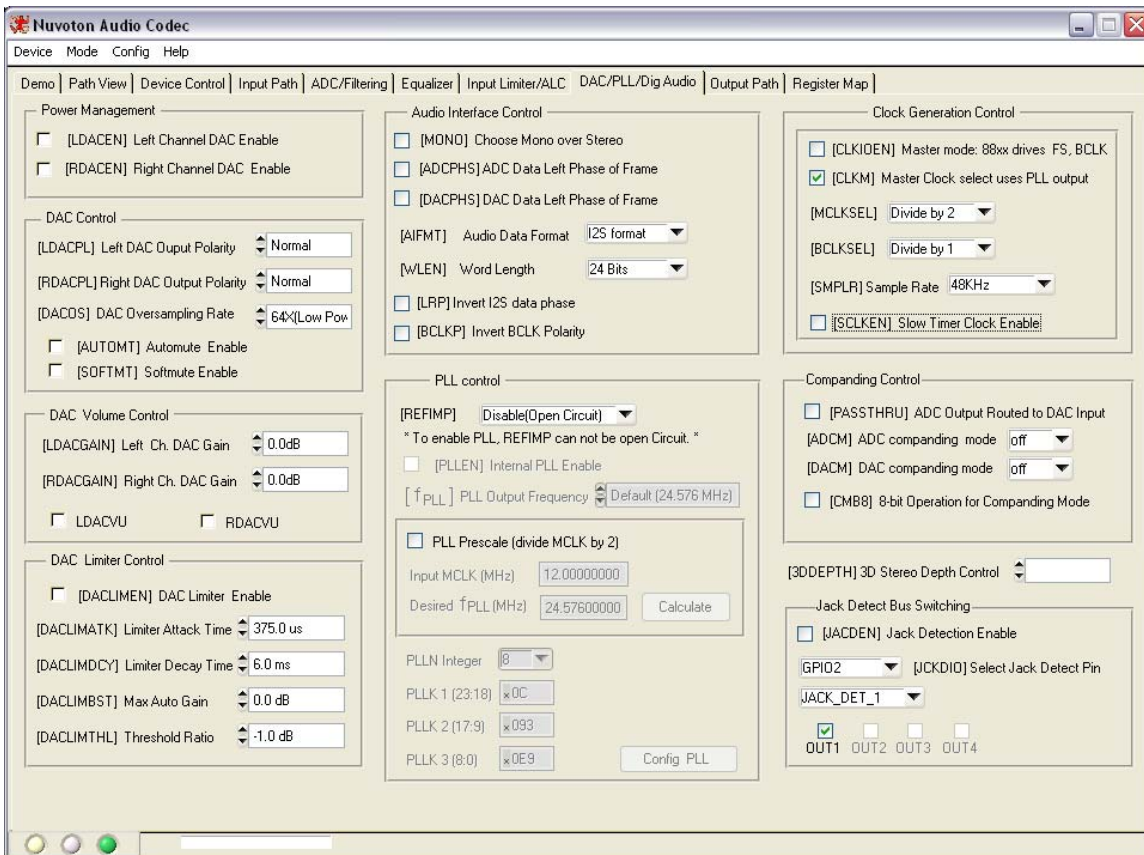 Nuvoton Audio Codec
Device Mode Config Help
Demo Path View Device Control Input Path ADC/Filtering Equalizer Input Limiter/ALC DAC/PLL/Dig Audio Output Path Register Map
Power Management
[LDACEN] Left Channel DAC Enable
[RDACEN] Right Channel DAC Enable
DAC Control
[LDACPL] Left DAC Ouput Polarity Normal
[RDACPL] Right DAC Output Polarity Normal
[DACOS] DAC Oversampling Rate 64X(Low Pow
[AUTOMT] Automute Enable
[SOFTMT] Softmute Enable
DAC Volume Control
[LDACGAIN] Left Ch. DAC Gain 0.0dB
[RDACGAIN] Right Ch. DAC Gain 0.0dB
LDACVU RDACVU
DAC Limiter Control
[DACLIMEN] DAC Limiter Enable
[DACLIMATK] Limiter Attack Time 375.0 us
[DACLIMDCY] Limiter Decay Time 6.0 ms
[DACLIMBST] Max Auto Gain 0.0 dB
[DACLIMTHL] Threshold Ratio -1.0 dB
Audio Interface Control
[MONO] Choose Mono over Stereo
[ADCPHS] ADC Data Left Phase of Frame
[DACPHS] DAC Data Left Phase of Frame
[AIFMT] Audio Data Format I2S format
[WLEN] Word Length 24 Bits
[LRP] Invert I2S data phase
[BCLKP] Invert BCLK Polarity
PLL control
[REFIMP] Disable(Open Circuit)
* To enable PLL, REFIMP can not be open Circuit. *
[PLLEN] Internal PLL Enable
[fPLL] PLL Output Frequency Default (24.576 MHz)
PLL Prescale (divide MCLK by 2)
Input MCLK (MHz) 12.00000000
Desired fPLL (MHz) 24.57600000 Calculate
PLLN Integer 8
PLLK 1 (23:18) x0C
PLLK 2 (17:9) x093
PLLK 3 (8:0) x0E9 Config PLL
Clock Generation Control
[CLKIOEN] Master mode: 88xx drives FS, BCLK
[CLKM] Master Clock select uses PLL output
[MCLKSEL] Divide by 2
[BCLKSEL] Divide by 1
[SMPLR] Sample Rate 48KHz
[SCLKEN] Slow Timer Clock Enable
Companding Control
[PASSTHRU] ADC Output Routed to DAC Input
[ADCM] ADC companding mode off
[DACM] DAC companding mode off
[CMB8] 8-bit Operation for Companding Mode
[3DDEPTH] 3D Stereo Depth Control
Jack Detect Bus Switching
[JACDEN] Jack Detection Enable
GPIO2 [JCKDIO] Select Jack Detect Pin
JACK_DET_1
OUT1 OUT2 OUT3 OUT4